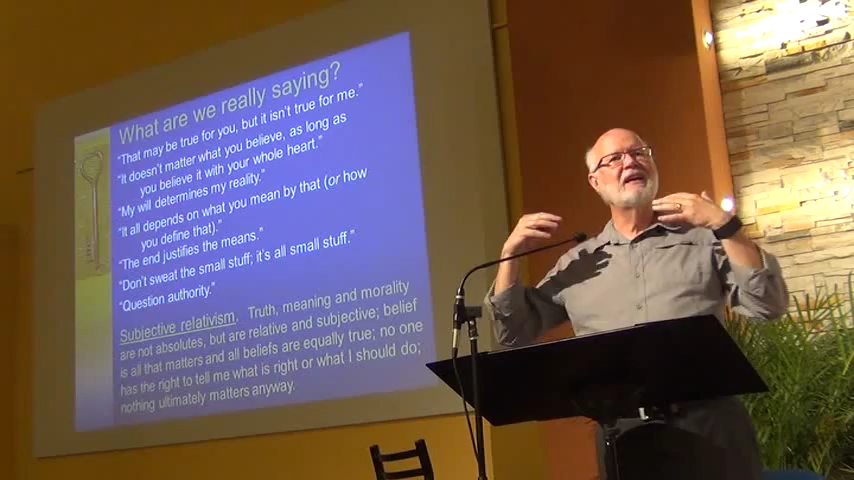 What are we really saying?
“That may be true for you, but it isn’t true for me.”
“It doesn’t matter what you believe, as long as
you believe it with your whole heart.”
“My will determines my reality.”
“It all depends on what you mean by that (or how
you define that).”
“The end justifies the means.”
“Don’t sweat the small stuff; it’s all small stuff.”
“Question authority.”
Subjective relativism. Truth, meaning and morality
are not absolutes, but are relative and subjective; belief
is all that matters and all beliefs are equally true; no one
has the right to tell me what is right or what I should do;
nothing ultimately matters anyway.